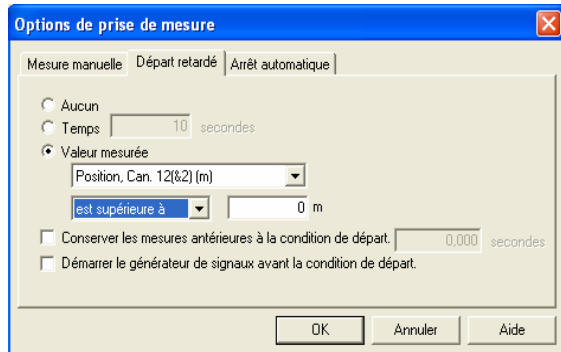 Options de prise de mesure
Mesure manuelle Départ retardé Arrêt automatique
Aucun
Temps 10 secondes
Valeur mesurée
Position, Can. 12(&2) (m)
est supérieure à 0 m
Conserver les mesures antérieures à la condition de départ. 0,000 secondes
Démarrer le générateur de signaux avant la condition de départ.
OK Annuler Aide